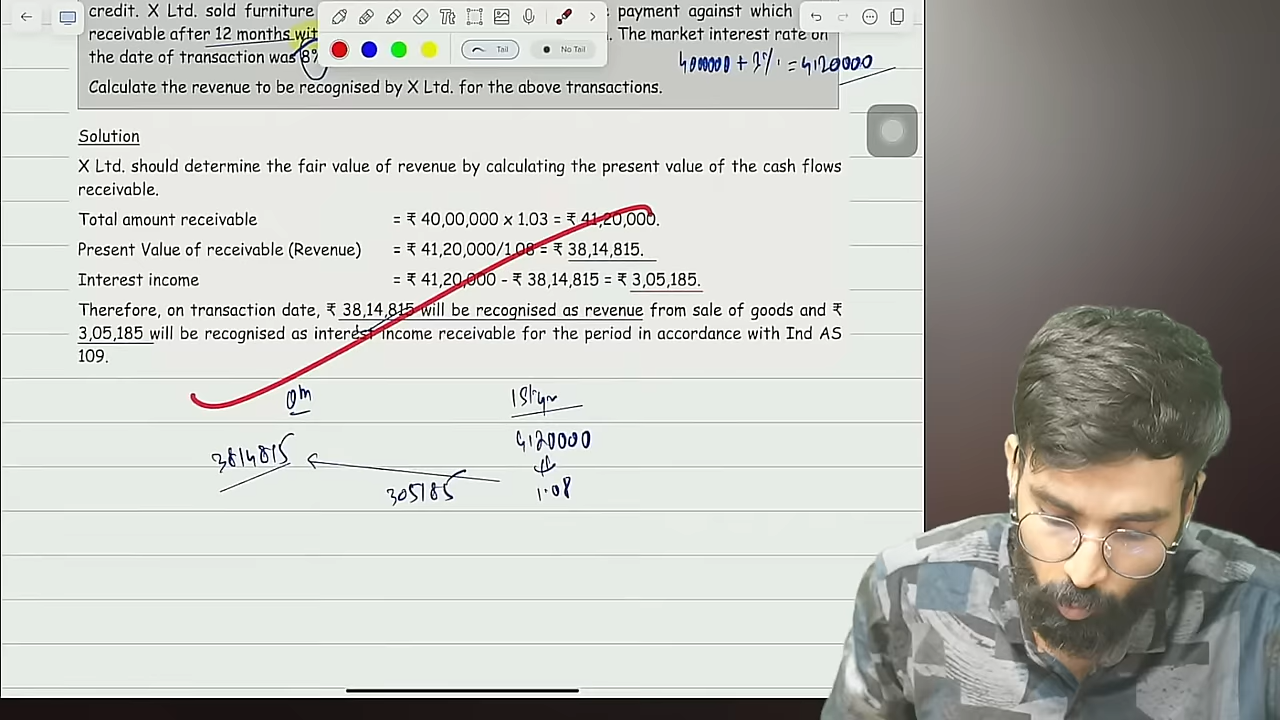 credit. X Ltd. sold furniture payment against which
receivable after 12 months wit . The market interest rate on
the date of transaction was 8%
400000 + 3% = 4120000
Calculate the revenue to be recognised by X Ltd. for the above transactions.
Tail
No Tail
Solution
X Ltd. should determine the fair value of revenue by calculating the present value of the cash flows
receivable.
Total amount receivable = ₹ 40,00,000 x 1.03 = ₹ 41,20,000.
Present Value of receivable (Revenue) = ₹ 41,20,000/1.08 = ₹ 38,14,815.
Interest income = ₹ 41,20,000 - ₹ 38,14,815 = ₹ 3,05,185.
Therefore, on transaction date, ₹ 38,14,815 will be recognised as revenue from sale of goods and ₹
3,05,185 will be recognised as interest income receivable for the period in accordance with Ind AS
109.
0m 1st yr
3814815 4120000
305185 1.08